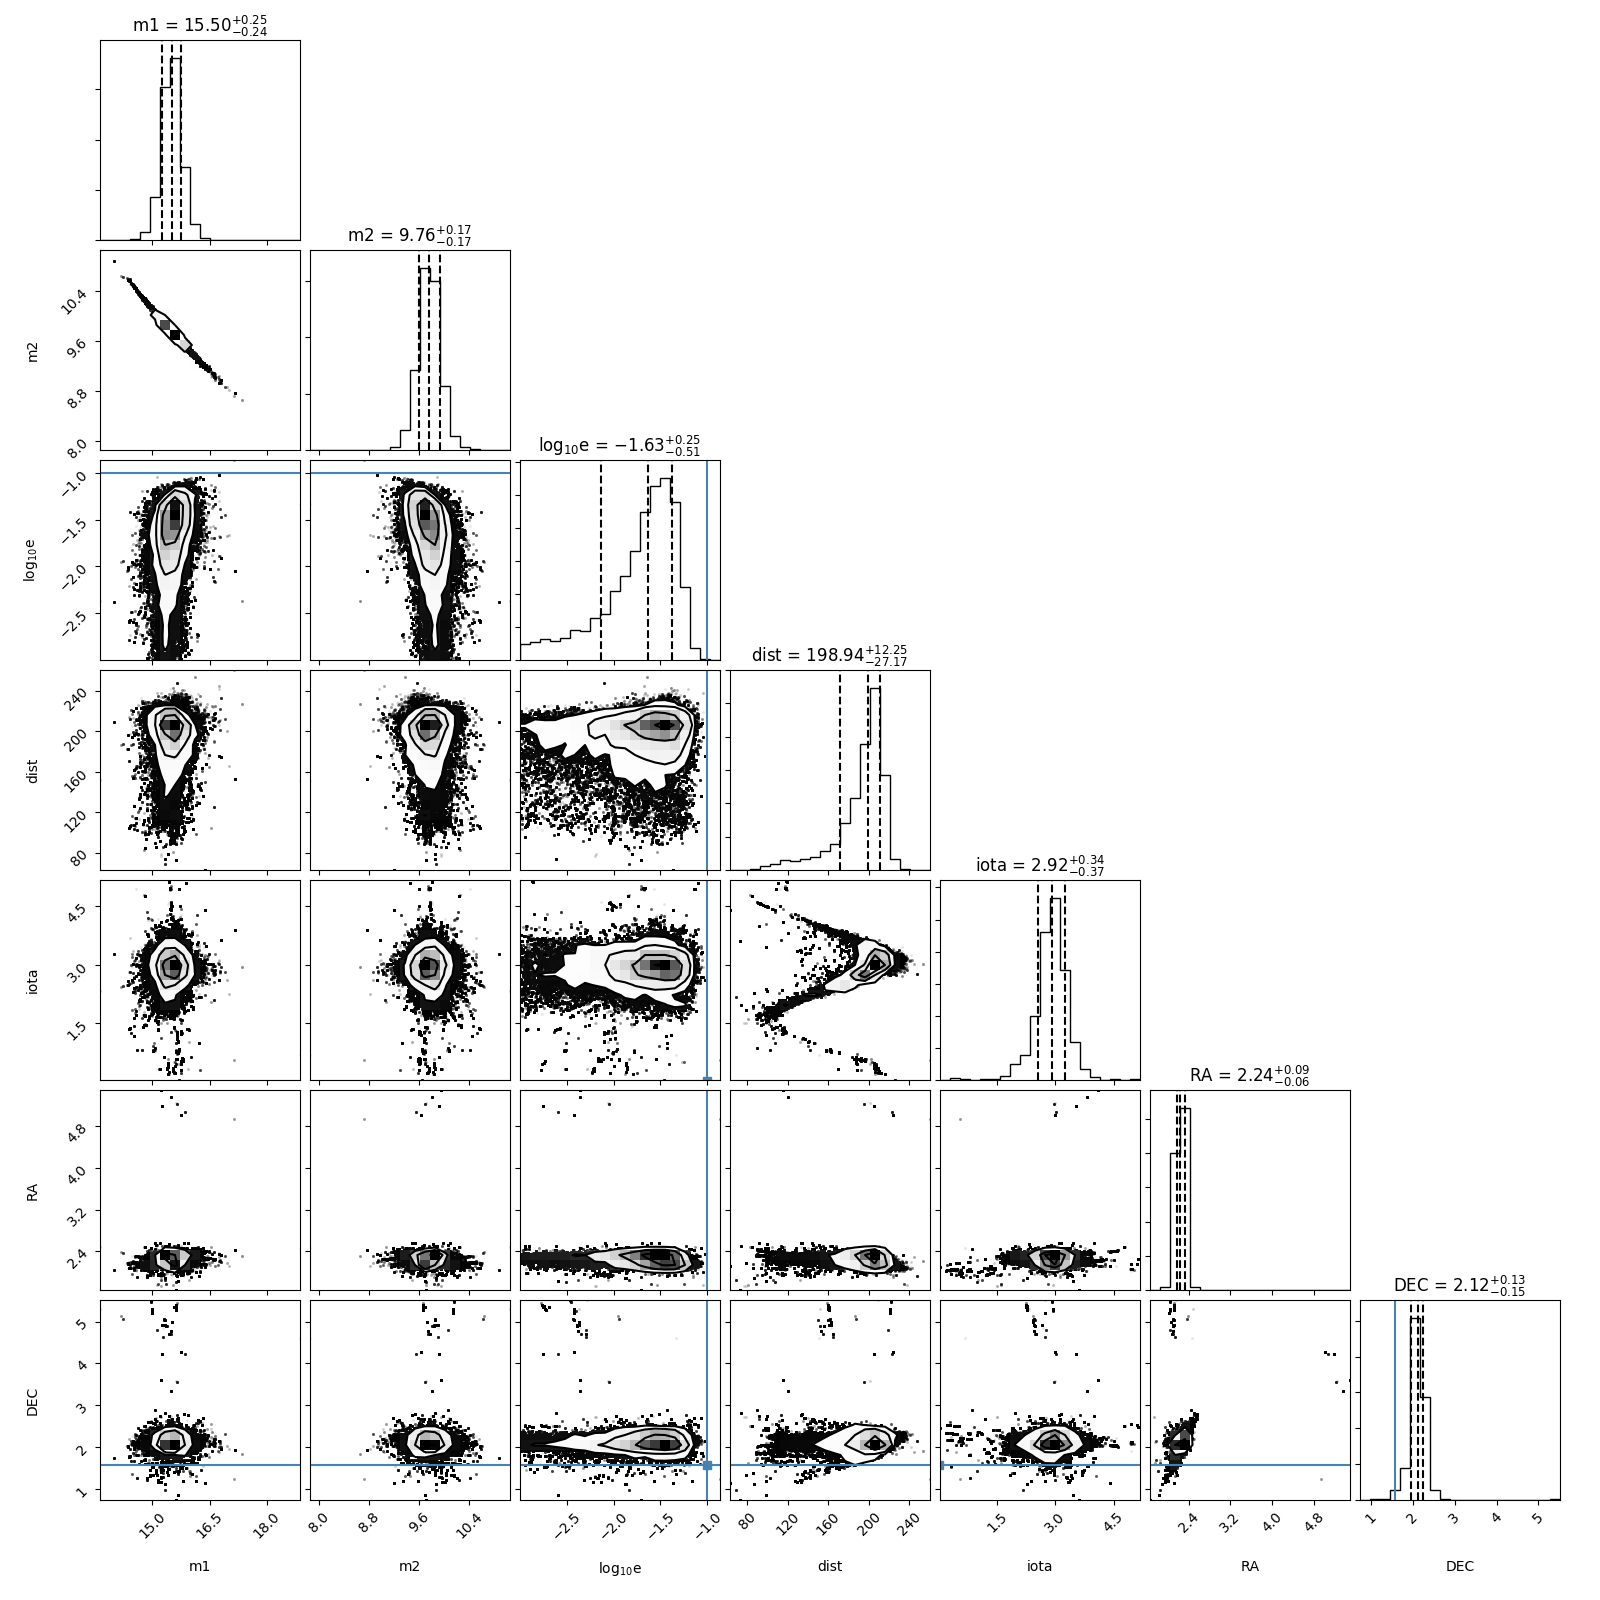 m1 = 15.50+0.25−0.24
m2 = 9.76+0.17−0.17
10.4
9.6
8.8
8.0
m2
log10e = −1.63+0.25−0.51
−1.0
−1.5
−2.0
−2.5
log10e
dist = 198.94+12.25−27.17
240
200
160
120
80
dist
iota = 2.92+0.34−0.37
4.5
3.0
1.5
iota
RA = 2.24+0.09−0.06
4.8
4.0
3.2
2.4
RA
DEC = 2.12+0.13−0.15
5
4
3
2
1
DEC
15.0 16.5 18.0 8.0 8.8 9.6 10.4 −2.5 −2.0 −1.5 −1.0 80 120 160 200 240 1.5 3.0 4.5 2.4 3.2 4.0 4.8 1 2 3 4 5
m1 m2 log10e dist iota RA DEC